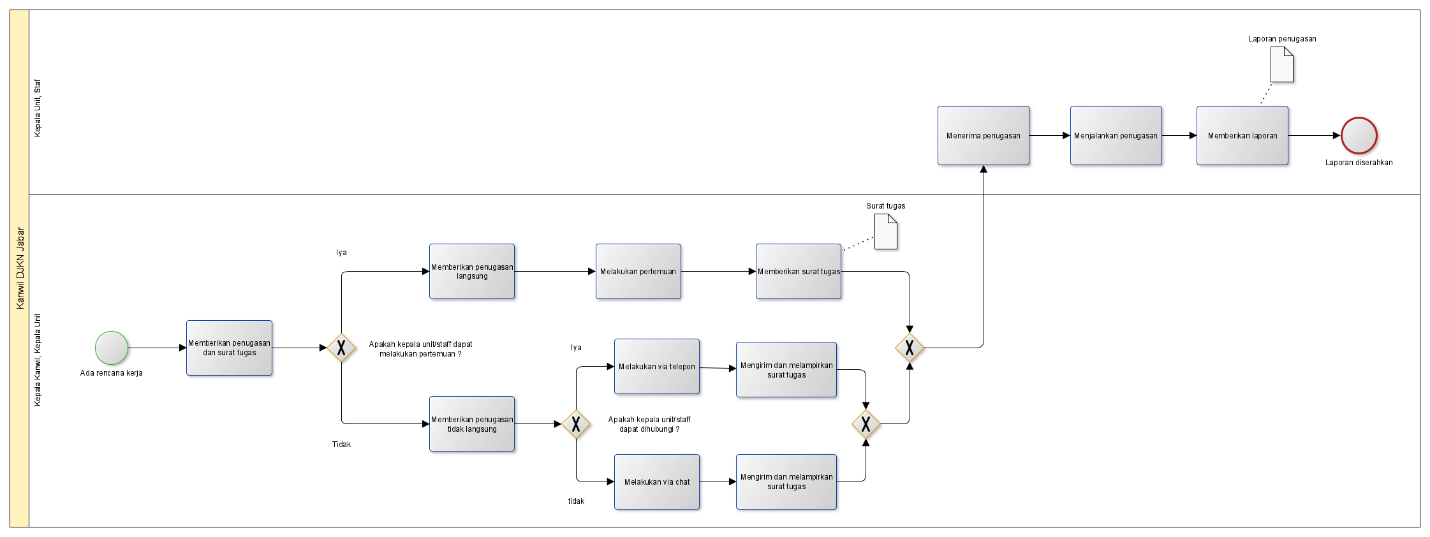 Kanwil DJKN Jabar
Kepala Unit, Staf
Laporan penugasan
Menerima penugasan
Menjalankan penugasan
Memberikan laporan
Laporan diserahkan
Kepala Kanwil, Kepala Unit
Surat tugas
Iya
Memberikan penugasan
langsung
Melakukan pertemuan
Memberikan surat tugas
Ada rencana kerja
Memberikan penugasan
dan surat tugas
Apakah kepala unit/staff dapat
melakukan pertemuan ?
Iya
Melakukan via telepon
Mengirim dan melampirkan
surat tugas
Tidak
Memberikan penugasan
tidak langsung
Apakah kepala unit/staff
dapat dihubungi ?
tidak
Melakukan via chat
Mengirim dan melampirkan
surat tugas